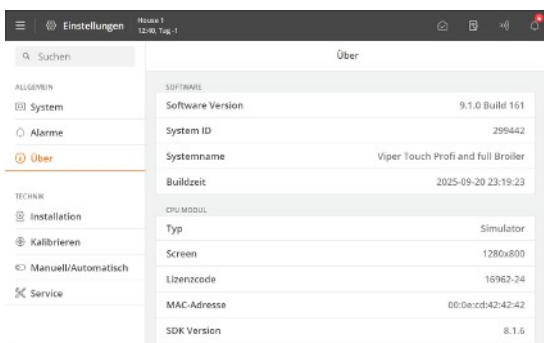 Einstellungen
House 1
12:40, Tag -1
Suchen
Über
ALLGEMEIN
System
Alarme
Über
TECHNIK
Installation
Kalibrieren
Manuell/Automatisch
Service
SOFTWARE
Software Version 9.1.0 Build 161
System ID 299442
Systemname Viper Touch Profi and full Broiler
Buildzeit 2025-09-20 23:19:23
CPU MODUL
Typ Simulator
Screen 1280x800
Lizenzcode 16962-24
MAC-Adresse 00:0e:cd:42:42:42
SDK Version 8.1.6